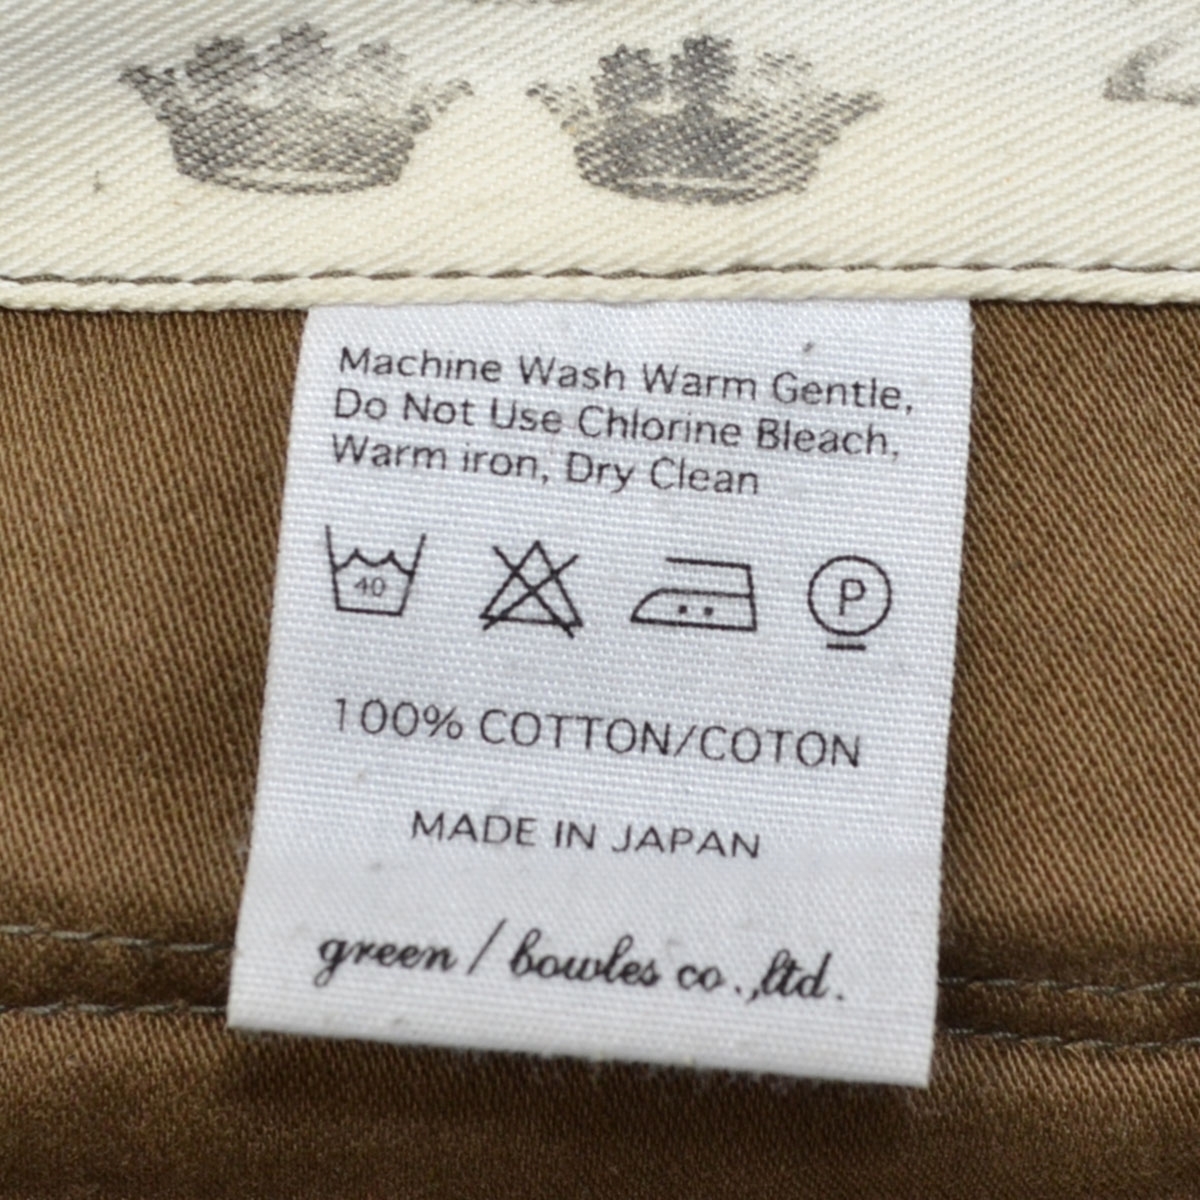 Machine Wash Warm Gentle,
Do Not Use Chlorine Bleach,
Warm iron, Dry Clean
40
P
100% COTTON/COTON
MADE IN JAPAN
green / bowles co.,ltd.